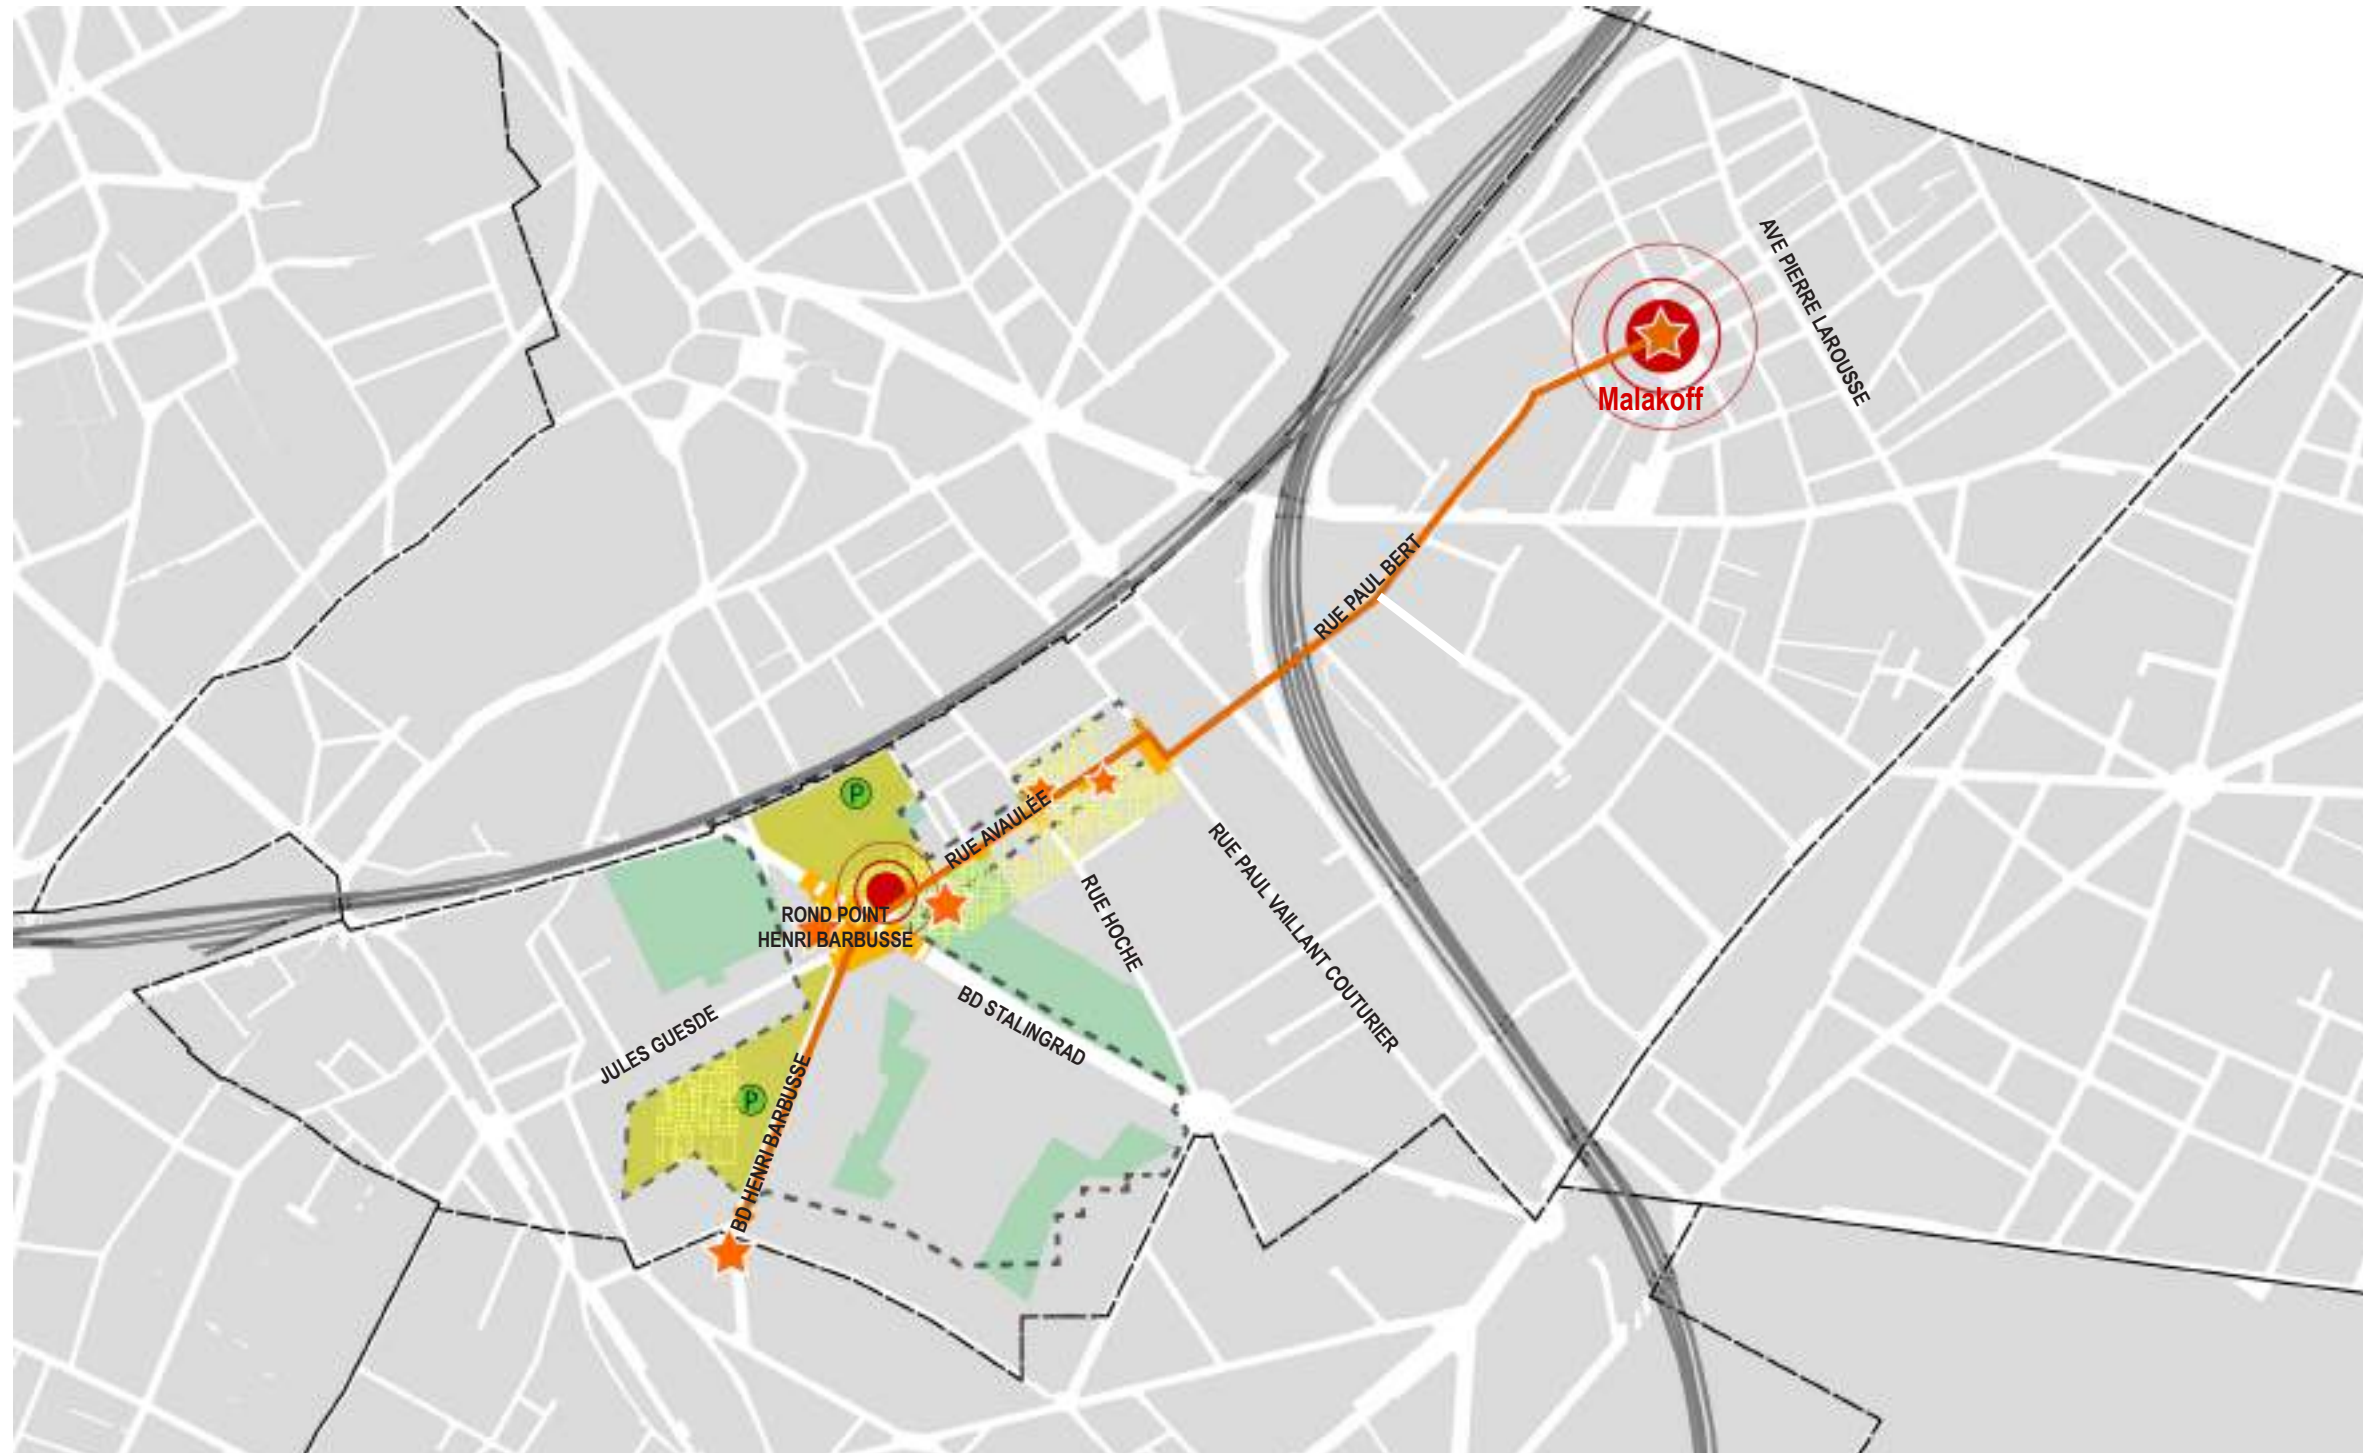 AVE PIERRE LAROUSSE
Malakoff
RUE PAUL BERT
P
RUE AVAULÉE
RUE PAUL VAILLANT COUTURIER
RUE HOCHE
ROND POINT
HENRI BARBUSSE
BD STALINGRAD
JULES GUESDE
P
BD HENRI BARBUSSE